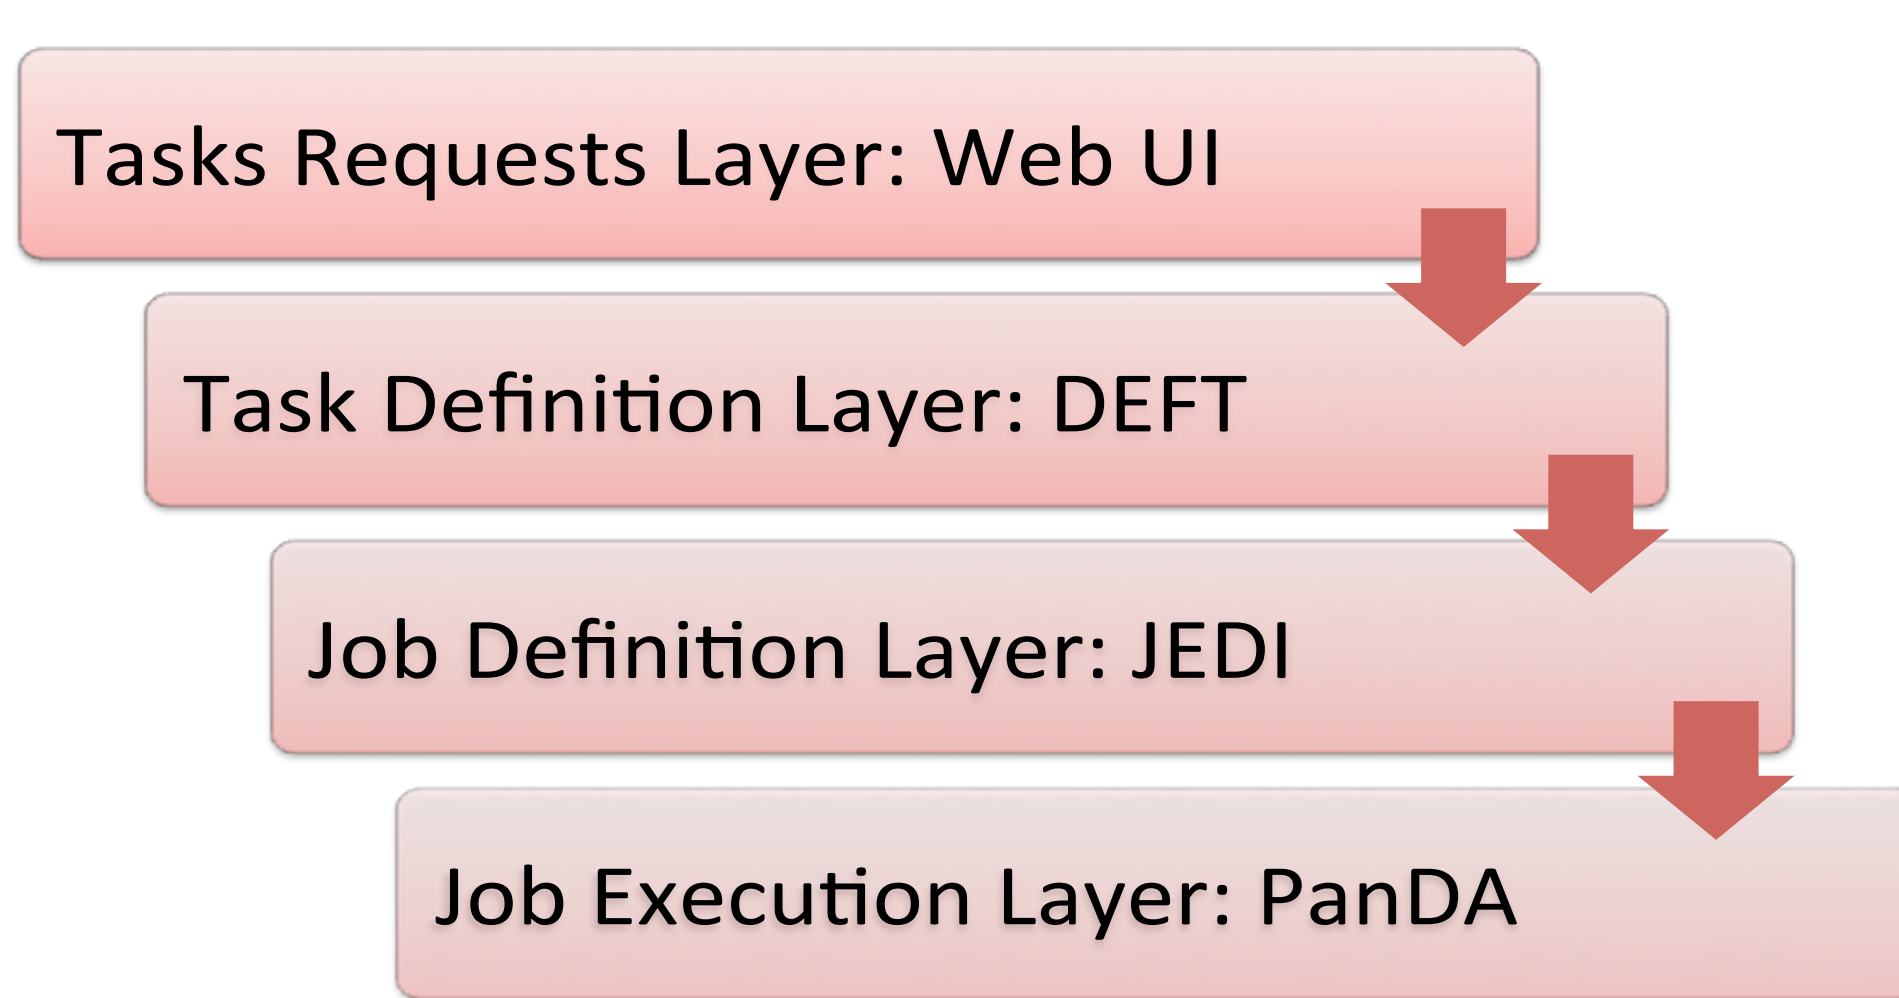 Tasks Requests Layer: Web UI
Task Definition Layer: DEFT
Job Definition Layer: JEDI
Job Execution Layer: PanDA